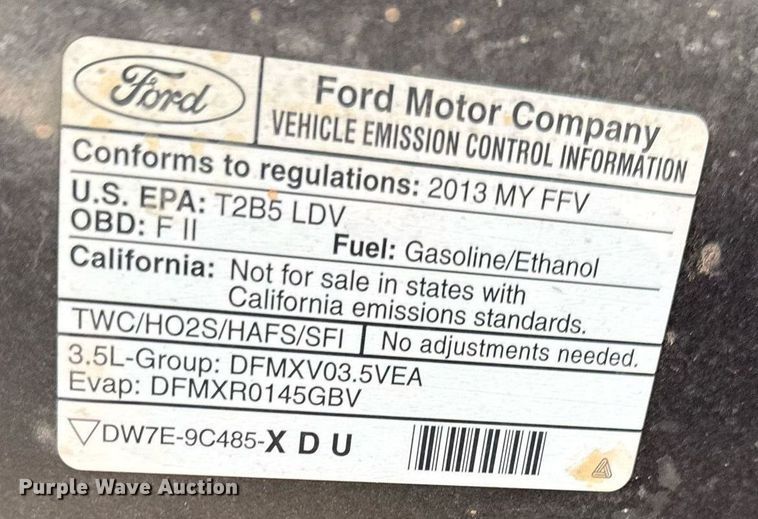 Ford
Ford Motor Company
VEHICLE EMISSION CONTROL INFORMATION
Conforms to regulations: 2013 MY FFV
U.S. EPA: T2B5 LDV
OBD: F II
Fuel: Gasoline/Ethanol
California: Not for sale in states with
California emissions standards.
TWC/HO2S/HAFS/SFI
No adjustments needed.
3.5L-Group: DFMXV03.5VEA
Evap: DFMXR0145GBV
DW7E-9C485-X D U
Purple Wave Auction